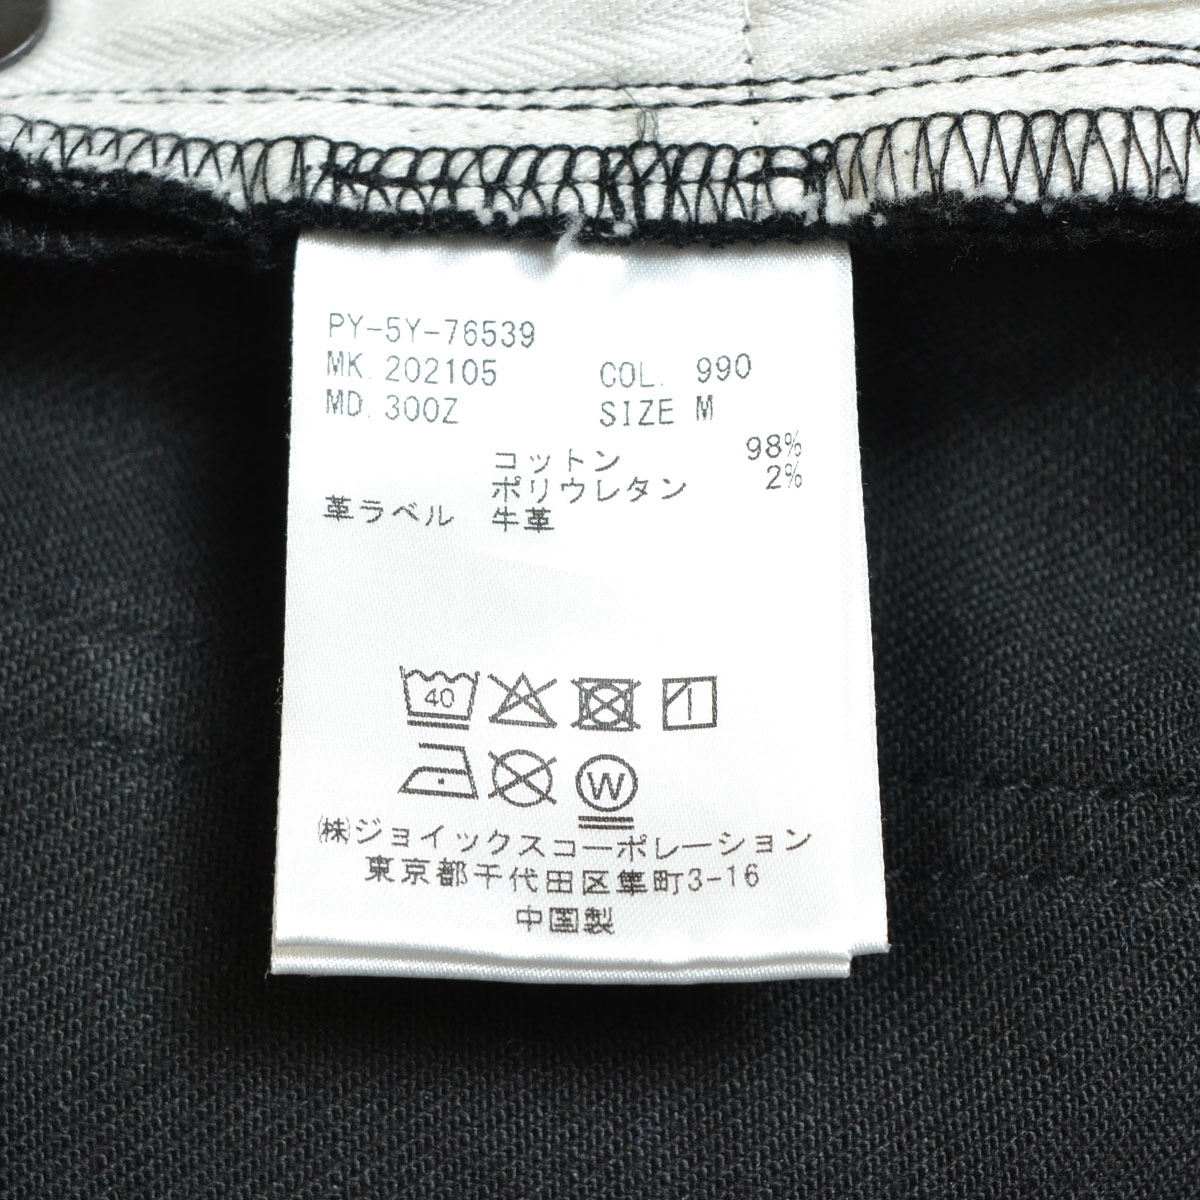 PY-5Y-76539
MK. 202105 COL. 990
MD. 300Z SIZE M
コットン 98%
ポリウレタン 2%
革ラベル 牛革
40
W
㈱ジョイックスコーポレーション
東京都千代田区隼町3-16
中国製